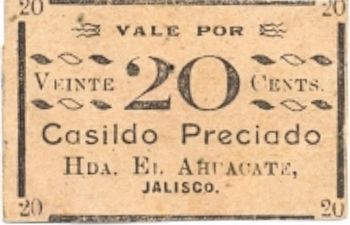 20 20
VALE POR
VEINTE 20 CENTS.
Casildo Preciado
HDA. EL AHUACATE,
JALISCO.
20 20